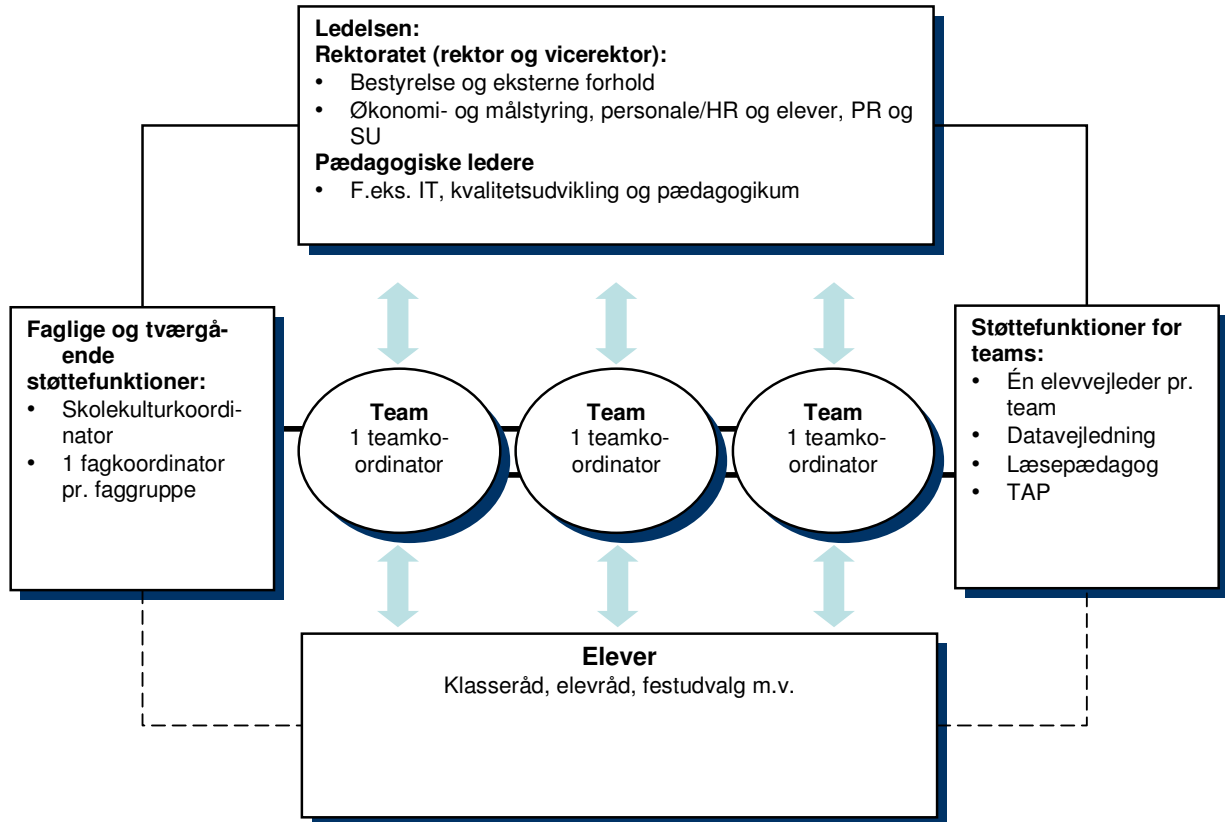 Ledelsen:
Rektoratet (rektor og vicerektor):
• Bestyrelse og eksterne forhold
• Økonomi- og målstyring, personale/HR og elever, PR og
SU
Pædagogiske ledere
• F.eks. IT, kvalitetsudvikling og pædagogikum
Faglige og tværgå-
ende
støttefunktioner:
• Skolekulturkoordi-
nator
• 1 fagkoordinator
pr. faggruppe
Team
1 teamko-
ordinator
Team
1 teamko-
ordinator
Team
1 teamko-
ordinator
Støttefunktioner for
teams:
• Én elevvejleder pr.
team
• Datavejledning
• Læsepædagog
• TAP
Elever
Klasseråd, elevråd, festudvalg m.v.